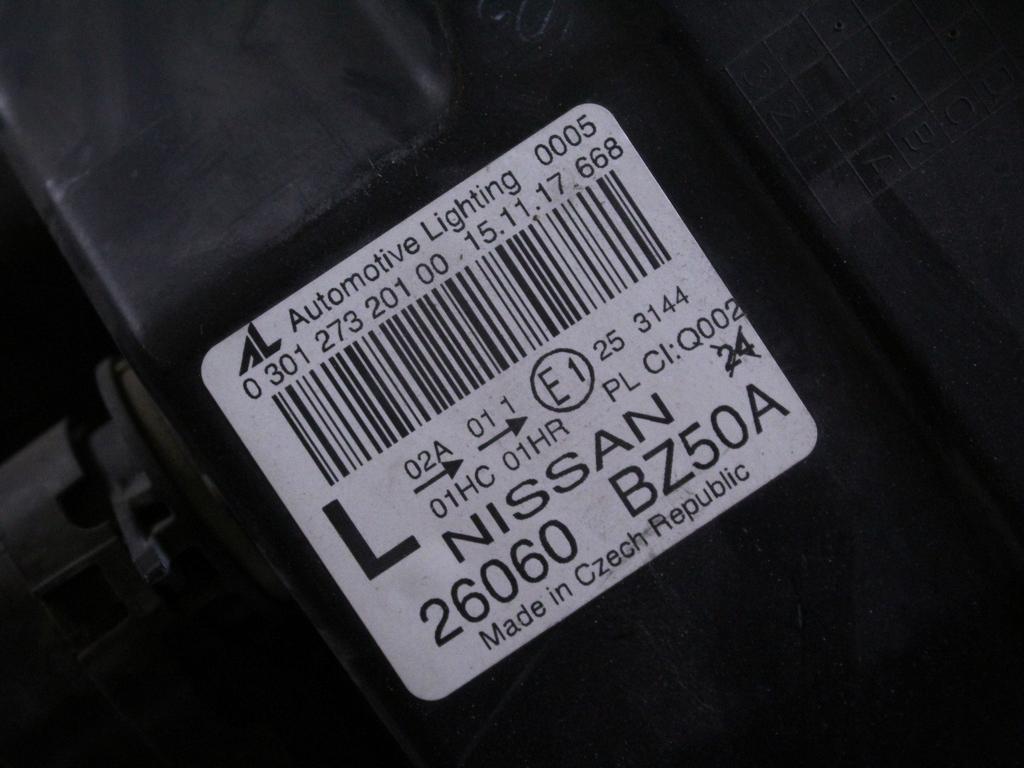 AL Automotive Lighting 0005
0 301 273 201 00 15.11.17 668
02A 01 1 E1 25 3144
01HC 01HR PL CI:Q002
24
L NISSAN
26060 BZ50A
Made in Czech Republic